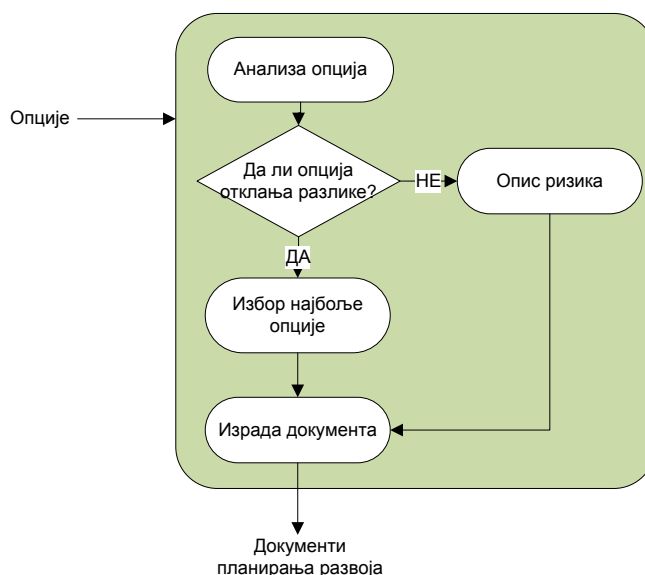 Анализа опција
Опције
Да ли опција
отклања разлике?
НЕ
Опис ризика
ДА
Избор најбоље
опције
Израда документа
Документи
планирања развоја